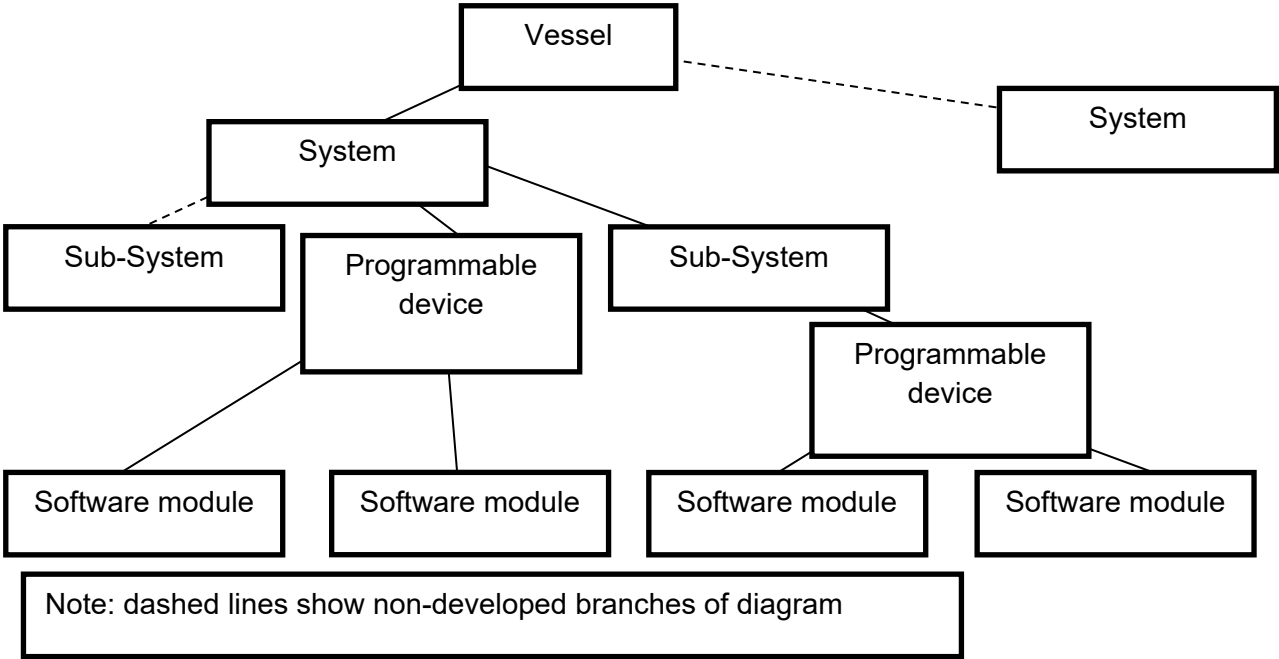 Vessel
System
System
Sub-System
Programmable
device
Sub-System
Programmable
device
Software module
Software module
Software module
Software module
Note: dashed lines show non-developed branches of diagram